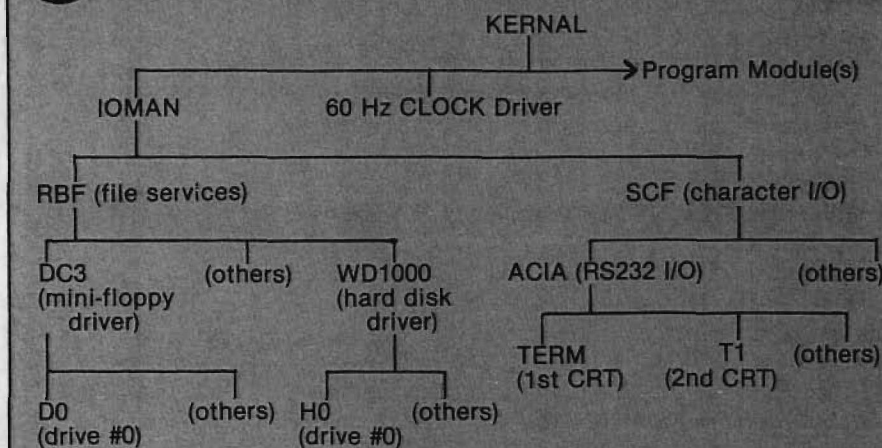 KERNAL
Program Module(s)
IOMAN
60 Hz CLOCK Driver
RBF (file services)
SCF (character I/O)
DC3
(mini-floppy
driver)
(others)
WD1000
(hard disk
driver)
ACIA (RS232 I/O)
(others)
TERM
(1st CRT)
T1
(2nd CRT)
(others)
D0
(drive #0)
(others)
H0
(drive #0)
(others)